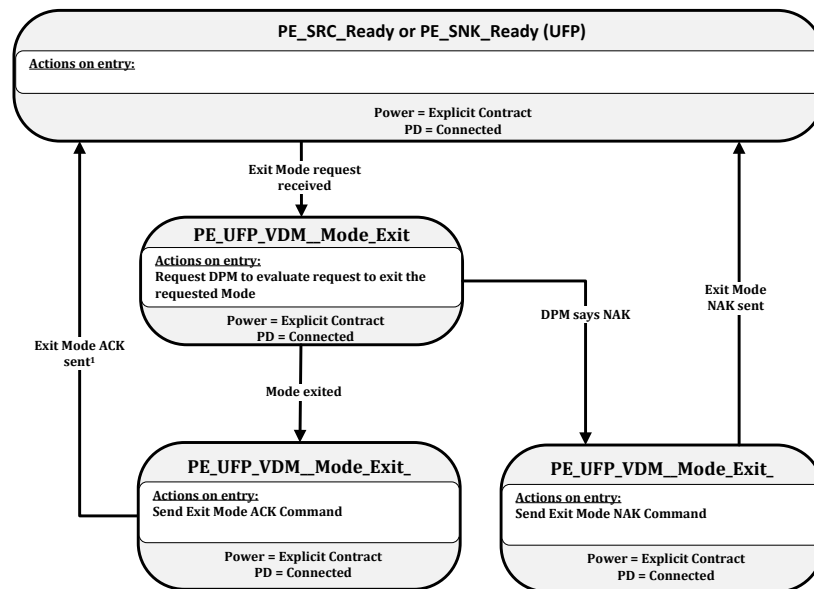 PE_SRC_Ready or PE_SNK_Ready (UFP)
Actions on entry:
Power = Explicit Contract
PD = Connected
Exit Mode request
received
PE_UFP_VDM__Mode_Exit
Actions on entry:
Request DPM to evaluate request to exit the
requested Mode
Power = Explicit Contract
PD = Connected
Exit Mode ACK
sent¹
DPM says NAK
Exit Mode
NAK sent
Mode exited
PE_UFP_VDM__Mode_Exit_
Actions on entry:
Send Exit Mode ACK Command
Power = Explicit Contract
PD = Connected
PE_UFP_VDM__Mode_Exit_
Actions on entry:
Send Exit Mode NAK Command
Power = Explicit Contract
PD = Connected